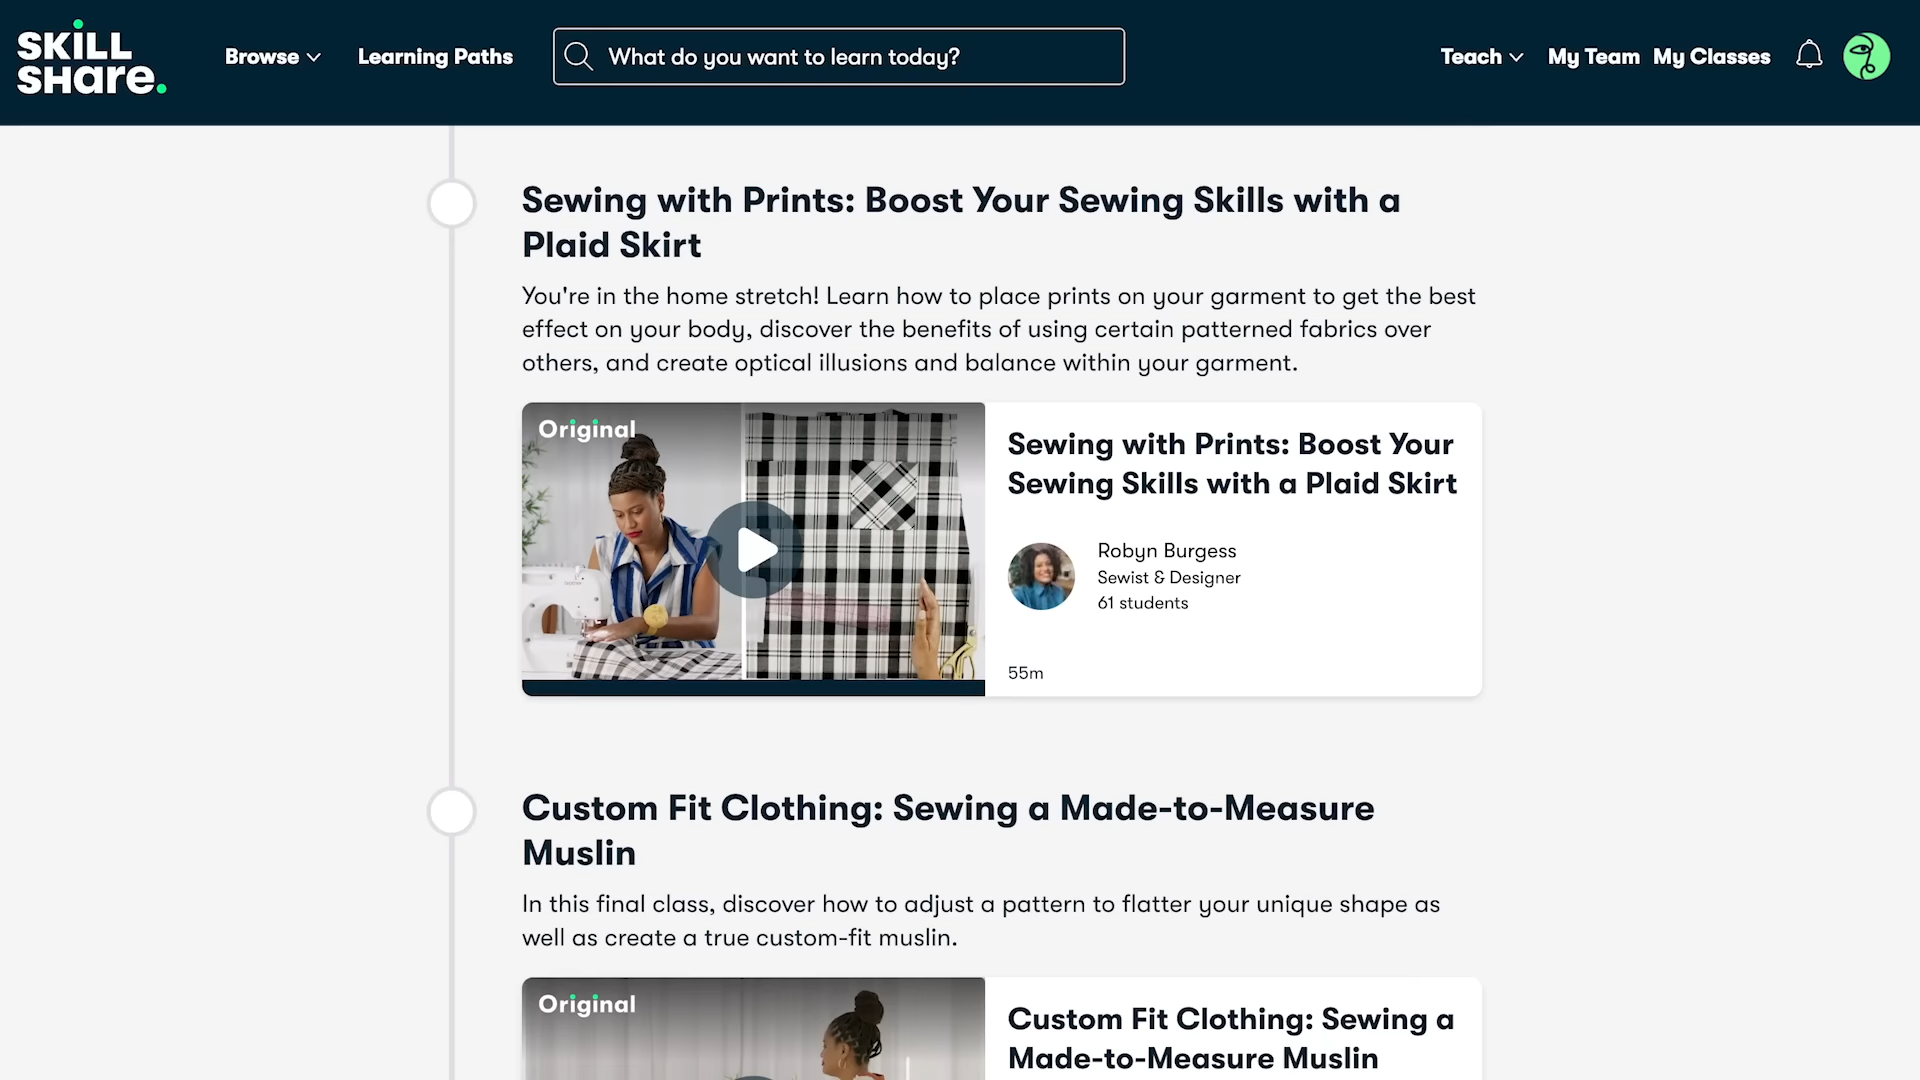 SKILL
SHare.
Browse
Learning Paths
What do you want to learn today?
Teach
My Team
My Classes
Sewing with Prints: Boost Your Sewing Skills with a
Plaid Skirt
You're in the home stretch! Learn how to place prints on your garment to get the best
effect on your body, discover the benefits of using certain patterned fabrics over
others, and create optical illusions and balance within your garment.
Original
Sewing with Prints: Boost Your
Sewing Skills with a Plaid Skirt
Robyn Burgess
Sewist & Designer
61 students
55m
Custom Fit Clothing: Sewing a Made-to-Measure
Muslin
In this final class, discover how to adjust a pattern to flatter your unique shape as
well as create a true custom-fit muslin.
Original
Custom Fit Clothing: Sewing a
Made-to-Measure Muslin